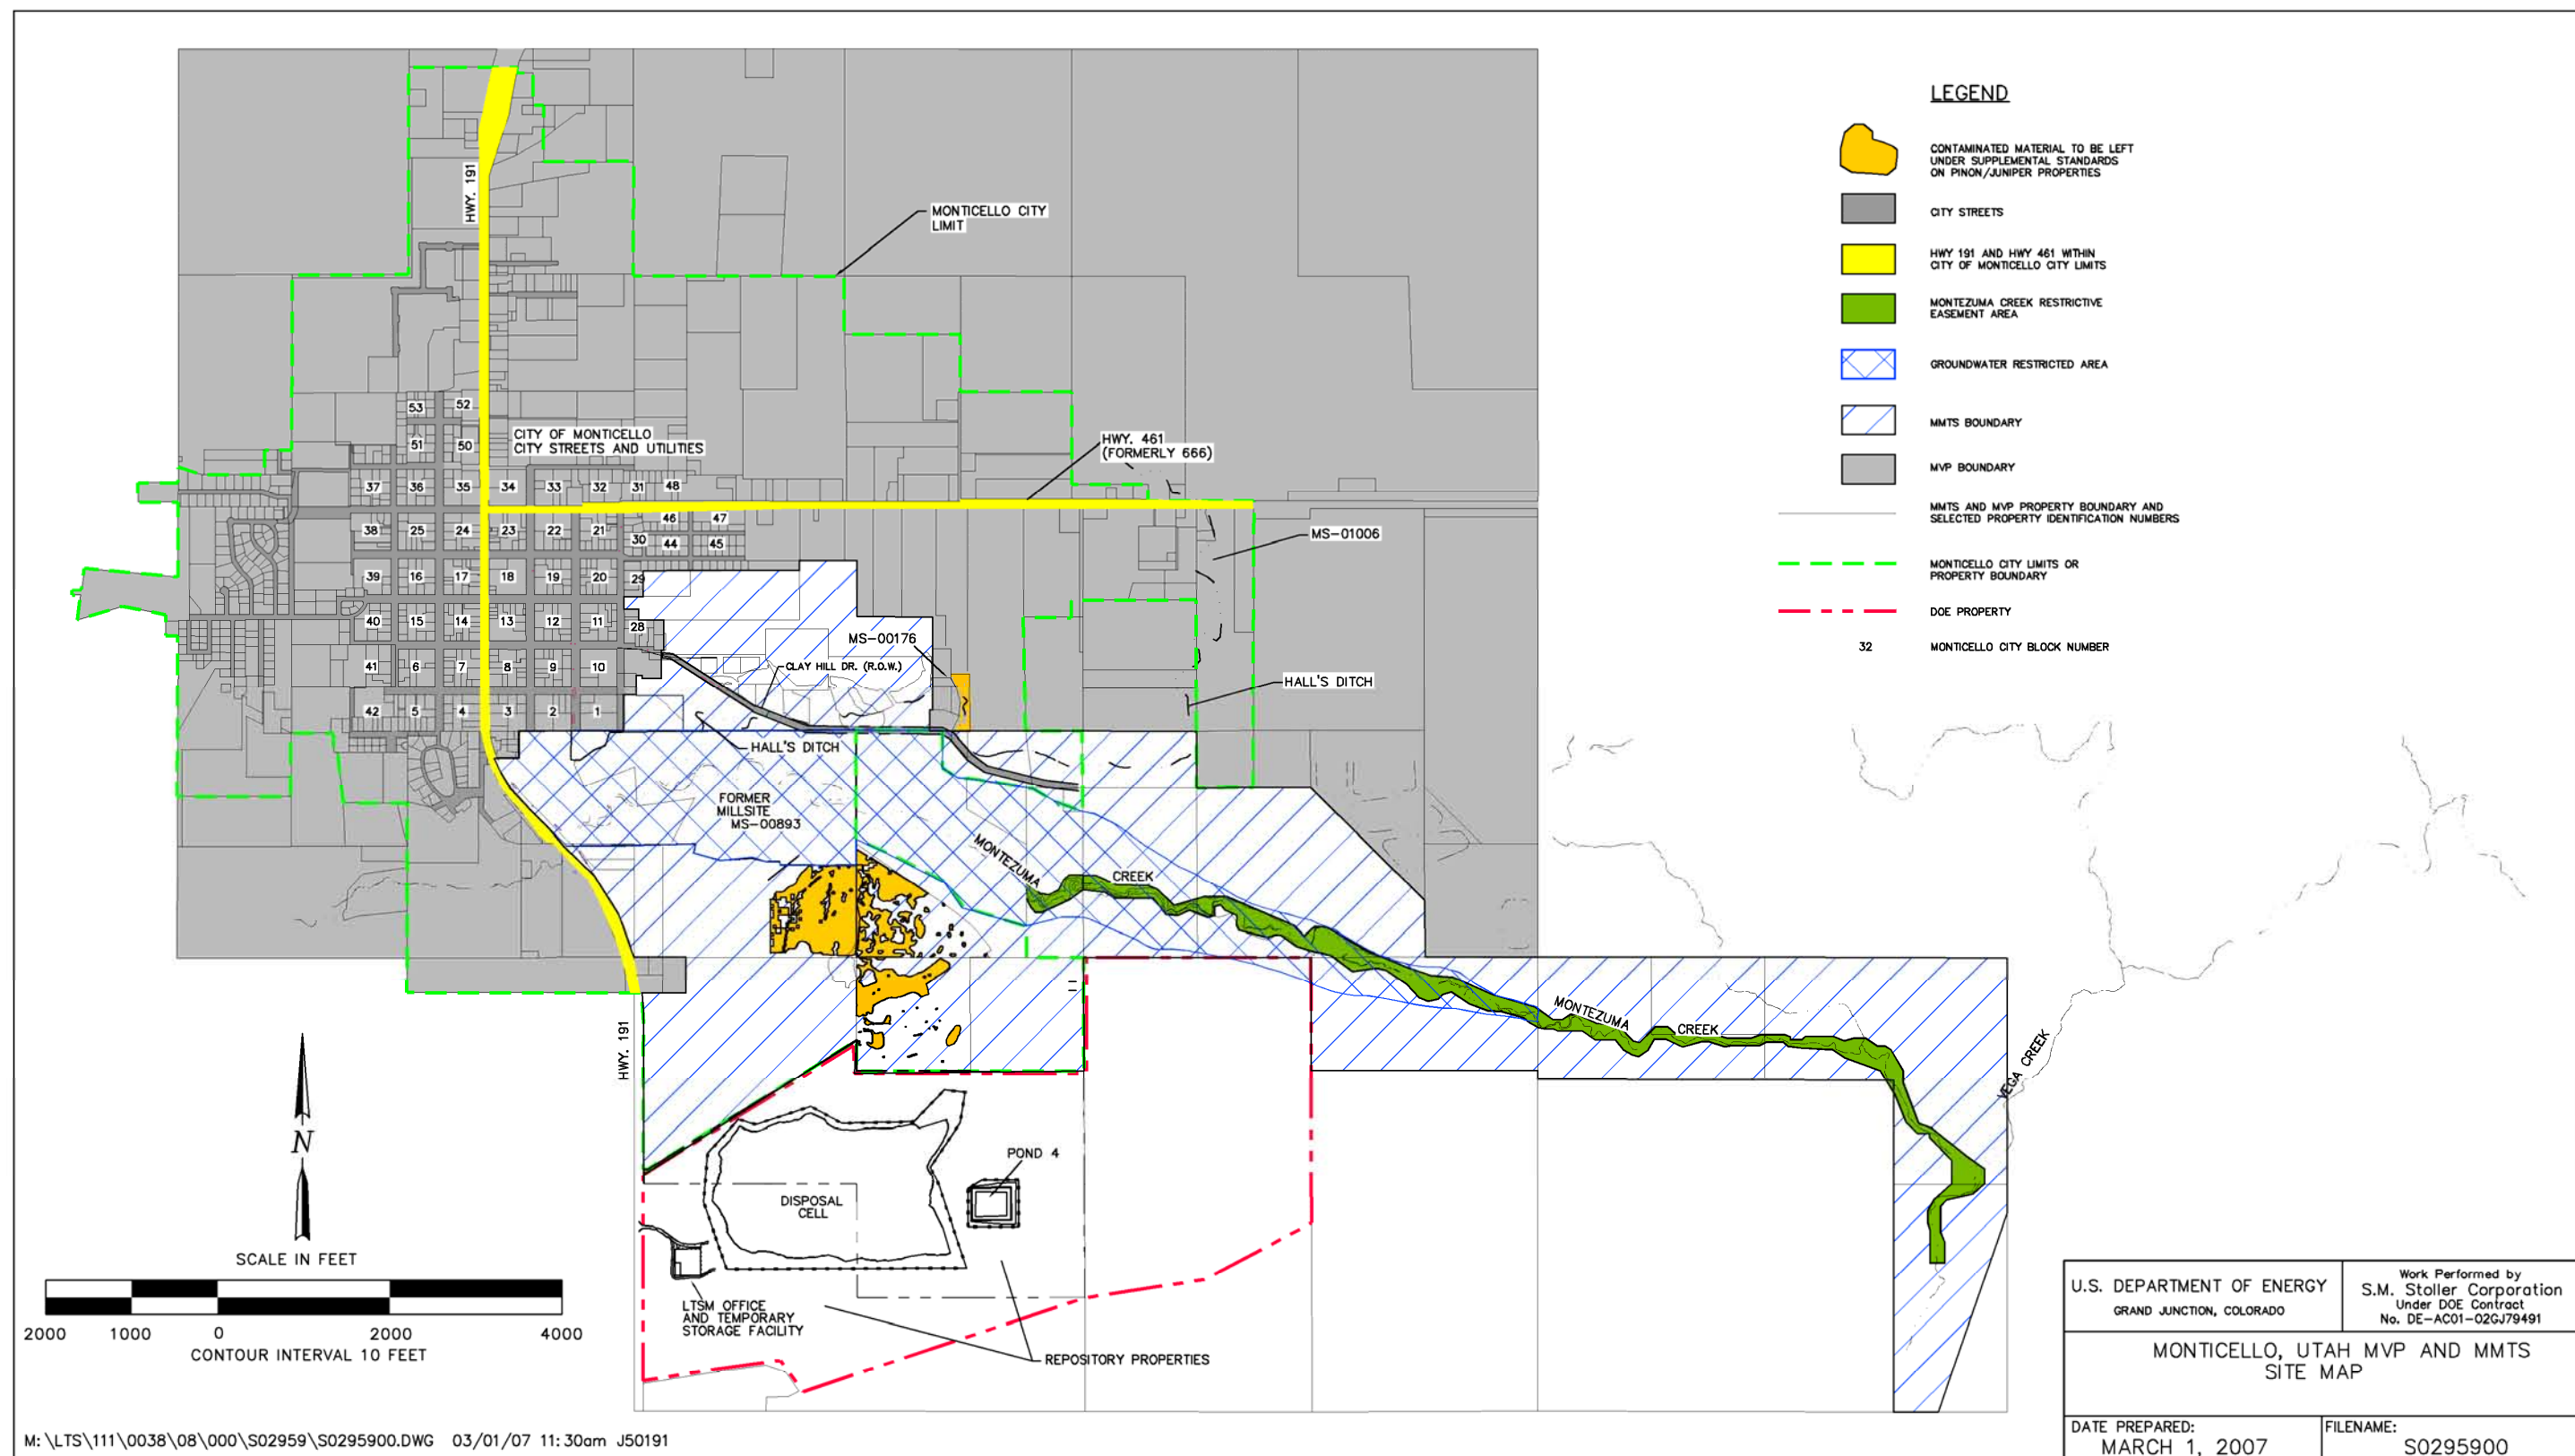 LEGEND
CONTAMINATED MATERIAL TO BE LEFT
UNDER SUPPLEMENTAL STANDARDS
ON PINON/JUNIPER PROPERTIES
CITY STREETS
HWY 191 AND HWY 461 WITHIN
CITY OF MONTICELLO CITY LIMITS
MONTEZUMA CREEK RESTRICTIVE
EASEMENT AREA
GROUNDWATER RESTRICTED AREA
MMTS BOUNDARY
MVP BOUNDARY
MMTS AND MVP PROPERTY BOUNDARY AND
SELECTED PROPERTY IDENTIFICATION NUMBERS
MONTICELLO CITY LIMITS OR
PROPERTY BOUNDARY
DOE PROPERTY
32 MONTICELLO CITY BLOCK NUMBER
HWY. 191
MONTICELLO CITY
LIMIT
53 52
51 50
CITY OF MONTICELLO
CITY STREETS AND UTILITIES
HWY. 461
(FORMERLY 666)
37 36 35 34 33 32 31 48
46 47
38 25 24 23 22 21 30 44 45
MS-01006
39 16 17 18 19 20 29
40 15 14 13 12 11 28
MS-00176
41 6 7 8 9 10
CLAY HILL DR. (R.O.W.)
HALL'S DITCH
42 5 4 3 2 1
HALL'S DITCH
FORMER
MILLSITE
MS-00893
MONTEZUMA CREEK
MONTEZUMA CREEK
VEGA CREEK
HWY. 191
N
POND 4
DISPOSAL
CELL
LTSM OFFICE
AND TEMPORARY
STORAGE FACILITY
REPOSITORY PROPERTIES
SCALE IN FEET
2000 1000 0 2000 4000
CONTOUR INTERVAL 10 FEET
U.S. DEPARTMENT OF ENERGY
GRAND JUNCTION, COLORADO
Work Performed by
S.M. Stoller Corporation
Under DOE Contract
No. DE-AC01-02GJ79491
MONTICELLO, UTAH MVP AND MMTS
SITE MAP
DATE PREPARED:
MARCH 1, 2007
FILENAME:
S0295900
M:\LTS\111\0038\08\000\S02959\S0295900.DWG 03/01/07 11:30am J50191